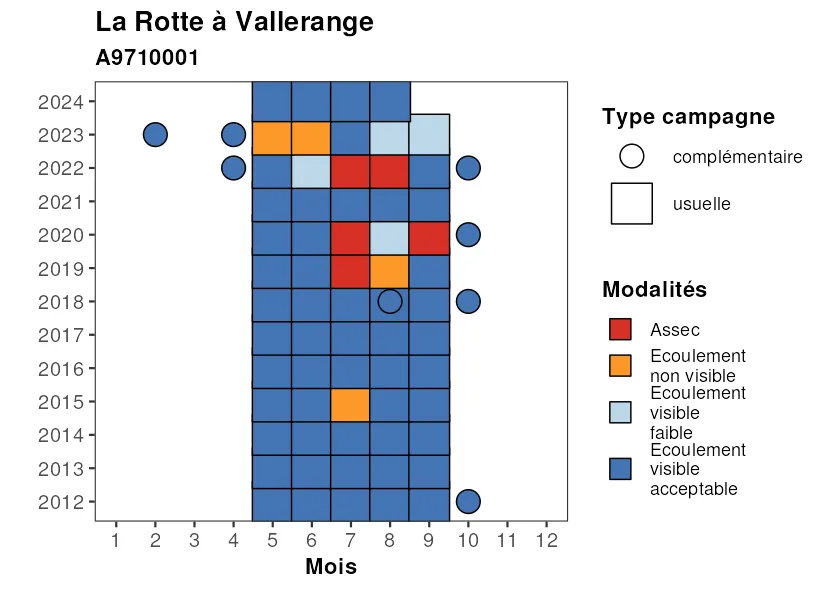 La Rotte à Vallerange
A9710001
2024
2023
2022
2021
2020
2019
2018
2017
2016
2015
2014
2013
2012
1 2 3 4 5 6 7 8 9 10 11 12
Mois
Type campagne
complémentaire
usuelle
Modalités
Assec
Ecoulement
non visible
Ecoulement
visible
faible
Ecoulement
visible
acceptable